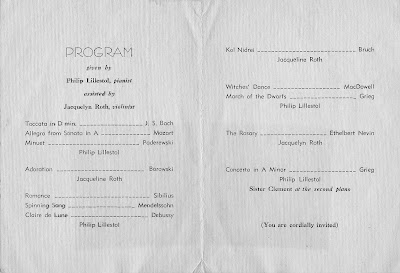 PROGRAM
given by
Philip Lillestol, pianist
assisted by
Jacquelyn Roth, violinist
Toccata in D min. J. S. Bach
Allegro from Sonata in A Mozart
Minuet Paderewski
Philip Lillestol
Adoration Borowski
Jacqueline Roth
Romance Sibilius
Spinning Song Mendelssohn
Claire de Lune Debussy
Philip Lillestol
Kol Nidrei Bruch
Jacqueline Roth
Witches' Dance MacDowell
March of the Dwarfs Grieg
Philip Lillestol
The Rosary Ethelbert Nevin
Jacquelyn Roth
Concerto in A Minor Grieg
Philip Lillestol
Sister Clement at the second piano
(You are cordially invited)